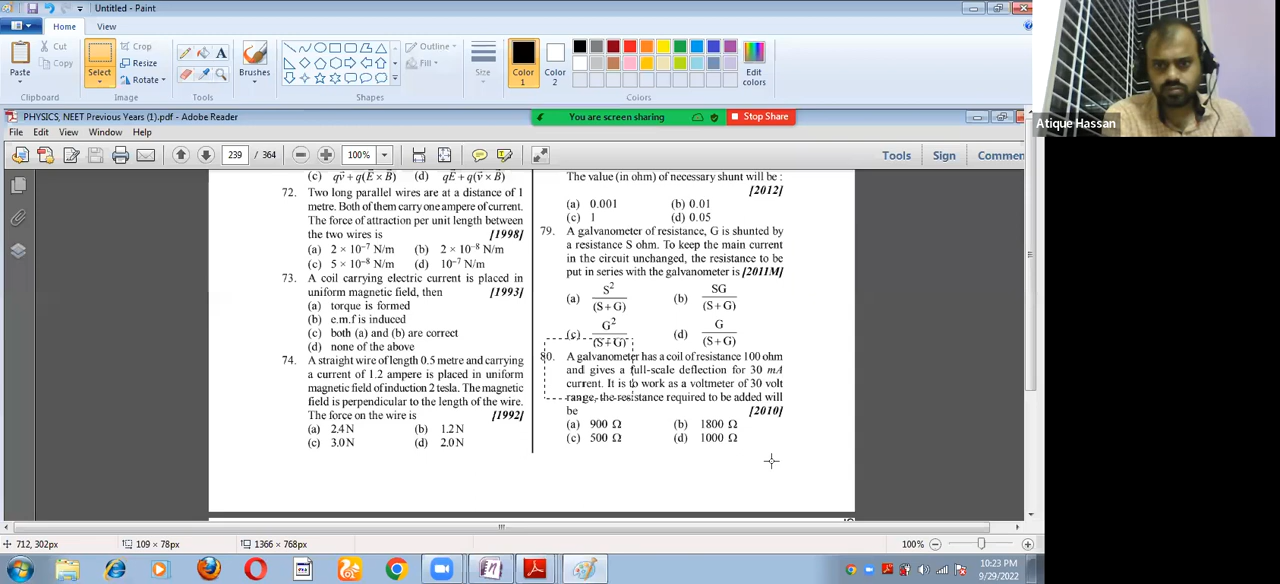 Untitled - Paint
Home View
Paste
Cut
Copy
Clipboard
Select
Crop
Resize
Rotate
Image
Tools
Brushes
Outline
Fill
Shapes
Size
Color 1
Color 2
Edit colors
Colors
PHYSICS, NEET Previous Years (1).pdf - Adobe Reader
You are screen sharing Stop Share
File Edit View Window Help
239 / 364 100% Tools Sign Commen
(c) qv⃗ + q(E⃗ × B⃗) (d) qE⃗ + q(v⃗ × B⃗)
72. Two long parallel wires are at a distance of 1
metre. Both of them carry one ampere of current.
The force of attraction per unit length between
the two wires is [1998]
(a) 2 × 10⁻⁷ N/m (b) 2 × 10⁻⁸ N/m
(c) 5 × 10⁻⁸ N/m (d) 10⁻⁷ N/m
73. A coil carrying electric current is placed in
uniform magnetic field, then [1993]
(a) torque is formed
(b) e.m.f is induced
(c) both (a) and (b) are correct
(d) none of the above
74. A straight wire of length 0.5 metre and carrying
a current of 1.2 ampere is placed in uniform
magnetic field of induction 2 tesla. The magnetic
field is perpendicular to the length of the wire.
The force on the wire is [1992]
(a) 2.4 N (b) 1.2 N
(c) 3.0 N (d) 2.0 N
The value (in ohm) of necessary shunt will be :
[2012]
(a) 0.001 (b) 0.01
(c) 1 (d) 0.05
79. A galvanometer of resistance, G is shunted by
a resistance S ohm. To keep the main current
in the circuit unchanged, the resistance to be
put in series with the galvanometer is [2011M]
(a) S²/(S+G) (b) SG/(S+G)
(c) G²/(S+G) (d) G/(S+G)
80. A galvanometer has a coil of resistance 100 ohm
and gives a full-scale deflection for 30 mA
current. It is to work as a voltmeter of 30 volt
range, the resistance required to be added will
be [2010]
(a) 900 Ω (b) 1800 Ω
(c) 500 Ω (d) 1000 Ω
Atique Hassan
712, 302px 109 × 78px 1366 × 768px 100%
10:23 PM
9/29/2022